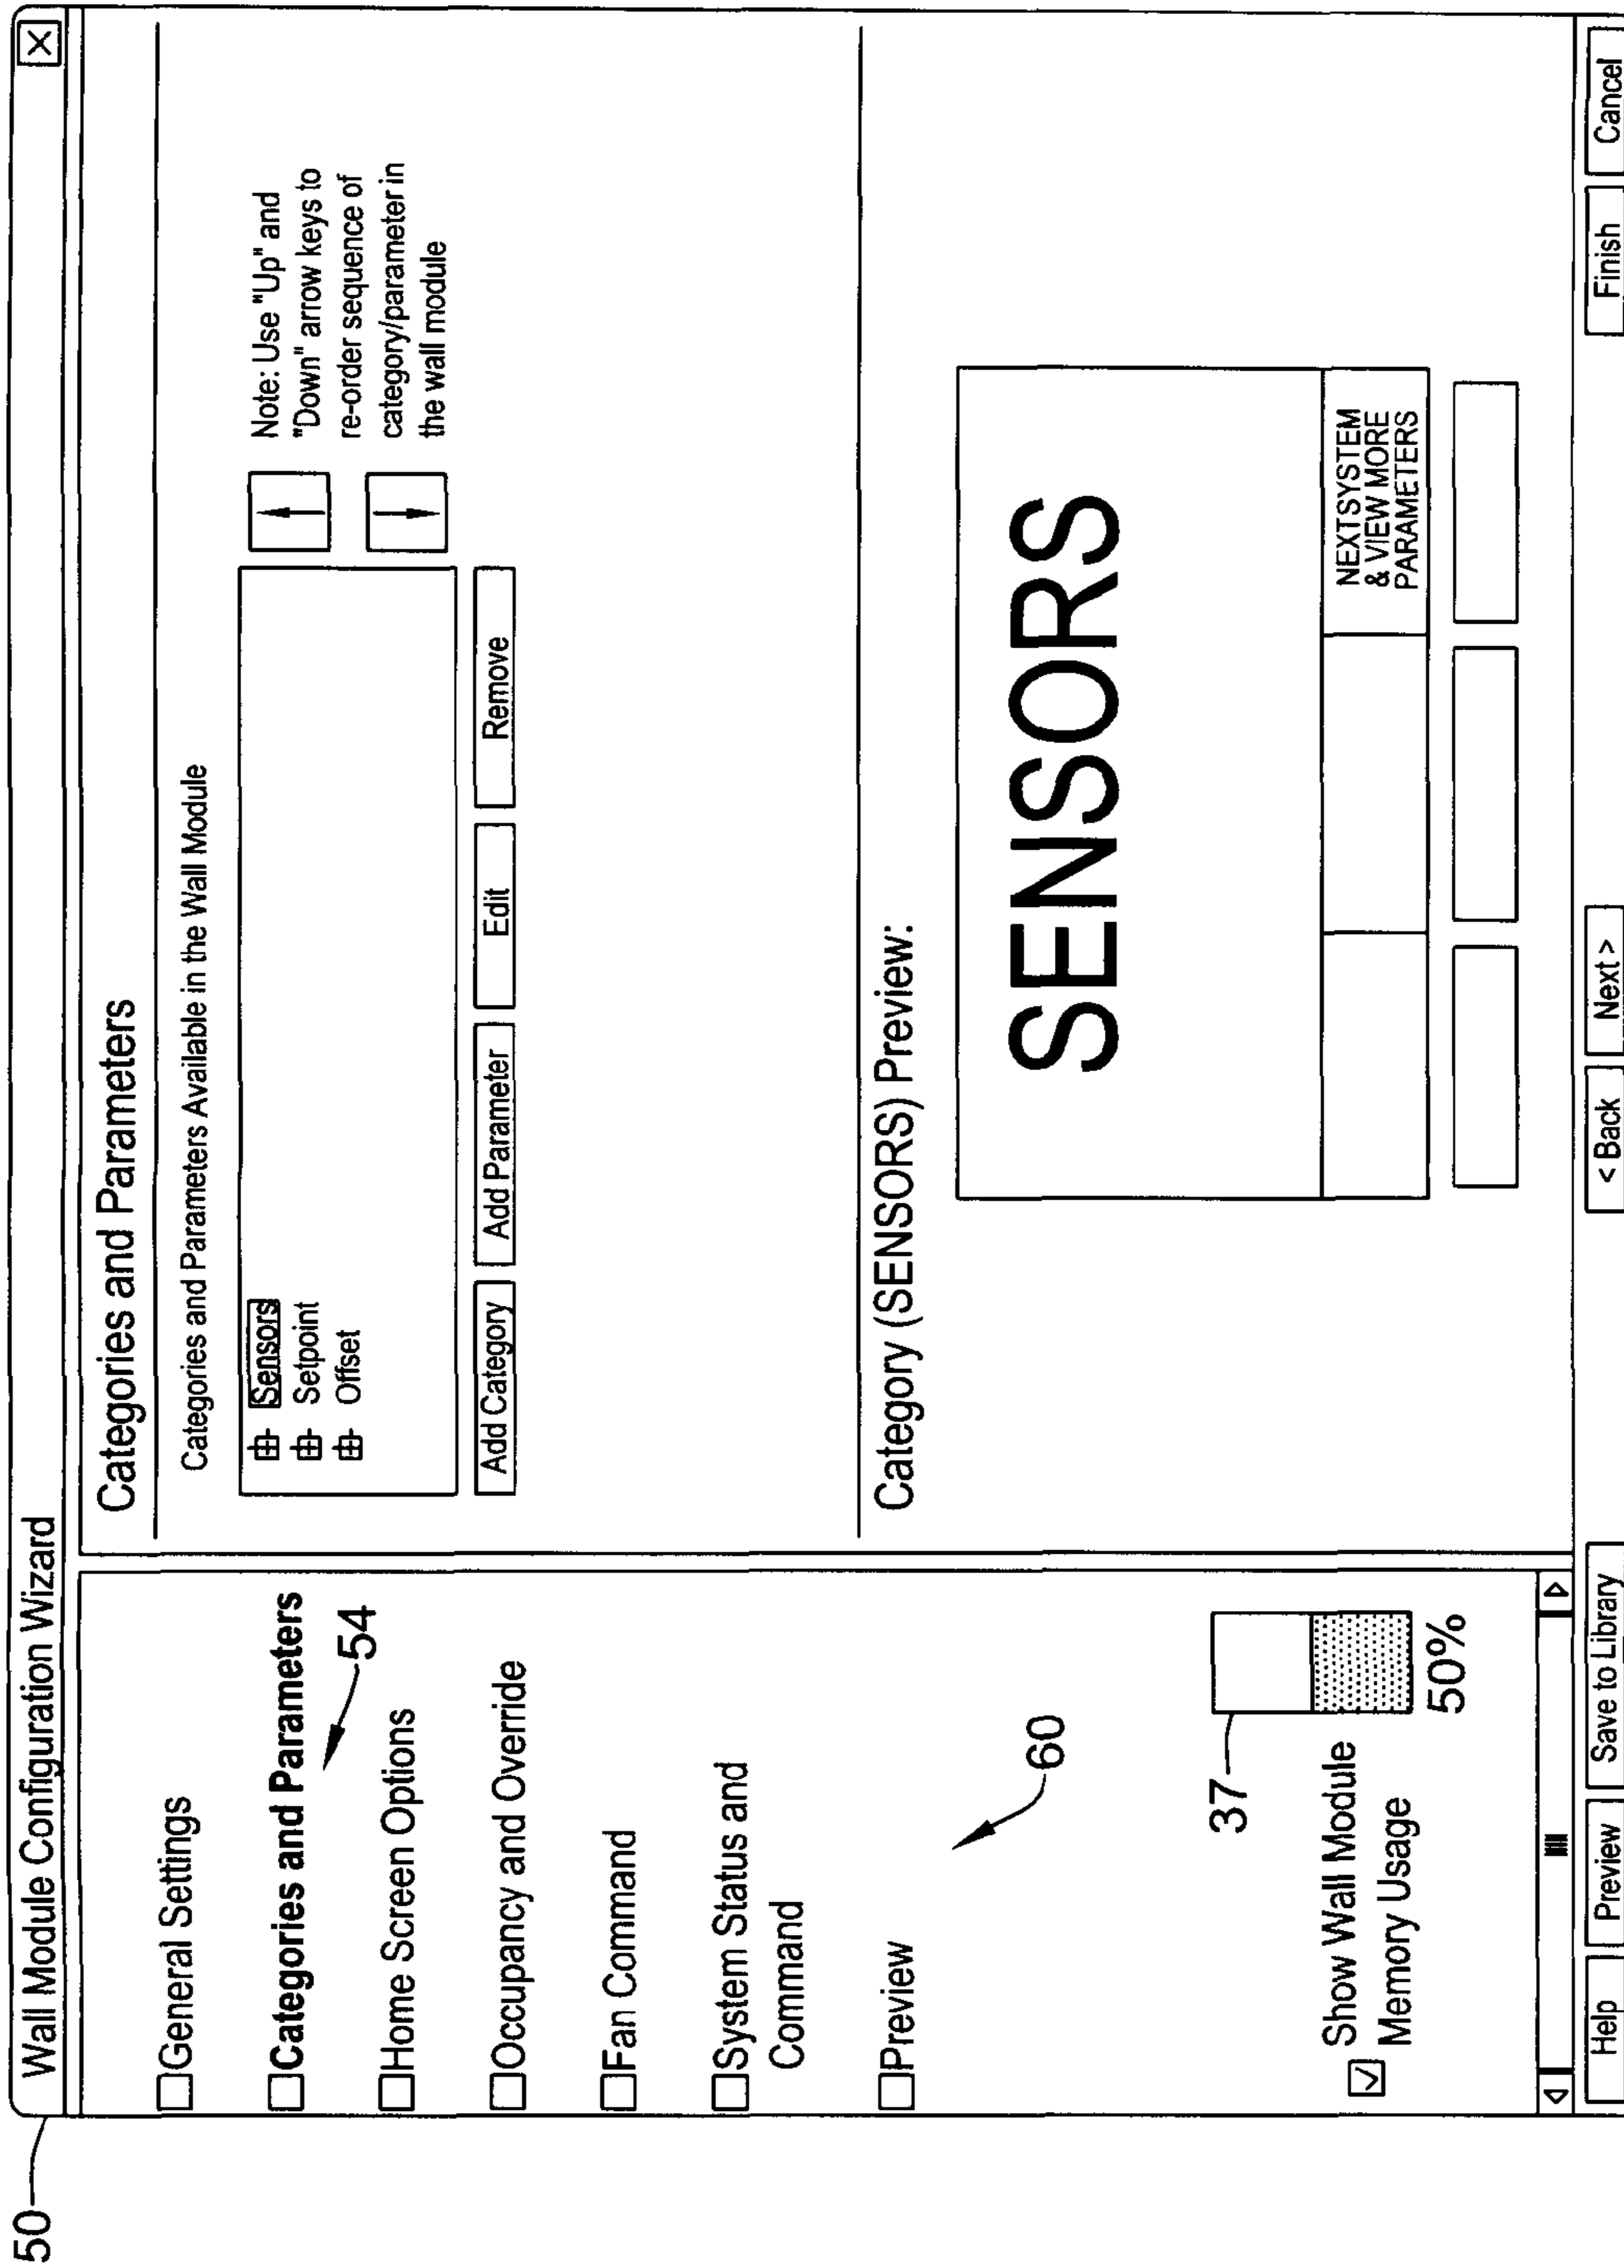 50
Wall Module Configuration Wizard
X
General Settings
Categories and Parameters
54
Home Screen Options
Occupancy and Override
Fan Command
System Status and
Command
Preview
60
37
Show Wall Module
Memory Usage
50%
Categories and Parameters
Categories and Parameters Available in the Wall Module
Sensors
Setpoint
Offset
Note: Use "Up" and
"Down" arrow keys to
re-order sequence of
category/parameter in
the wall module
Add Category
Add Parameter
Edit
Remove
Category (SENSORS) Preview:
SENSORS
NEXTSYSTEM
& VIEW MORE
PARAMETERS
Help
Preview
Save to Library
< Back
Next >
Finish
Cancel